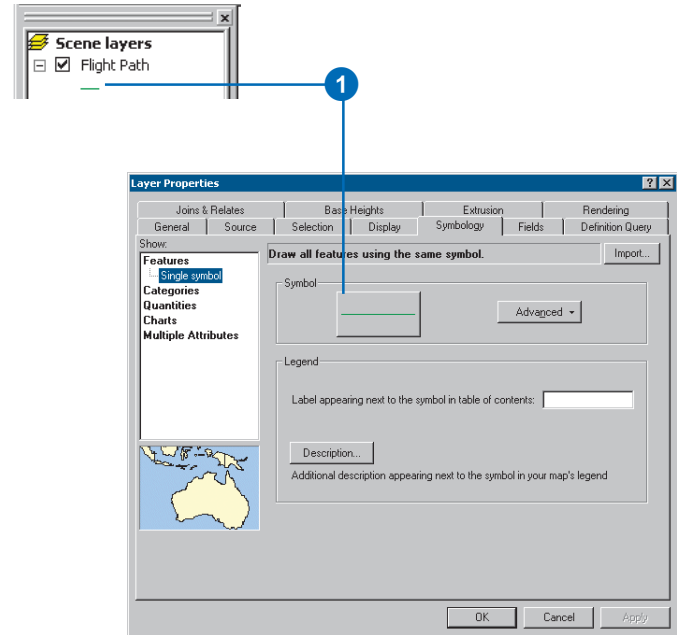 Scene layers
Flight Path
1
Layer Properties
Joins & Relates Base Heights Extrusion Rendering
General Source Selection Display Symbology Fields Definition Query
Show:
Features
Single symbol
Categories
Quantities
Charts
Multiple Attributes
Draw all features using the same symbol.
Import...
Symbol
Advanced
Legend
Label appearing next to the symbol in table of contents:
Description...
Additional description appearing next to the symbol in your map's legend
OK Cancel Apply